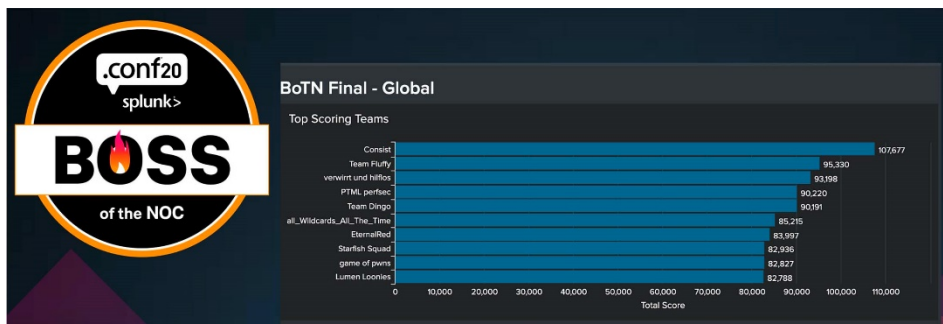 .conf20
splunk>
BOSS
of the NOC
BoTN Final - Global
Top Scoring Teams
Consist 107,677
Team Fluffy 95,330
verwirrt und hilflos 93,198
PTML perfsec 90,220
Team Dingo 90,191
all_Wildcards_All_The_Time 85,215
EternalRed 83,997
Starfish Squad 82,936
game of pwns 82,827
Lumen Loonies 82,788
0 10,000 20,000 30,000 40,000 50,000 60,000 70,000 80,000 90,000 100,000 110,000
Total Score